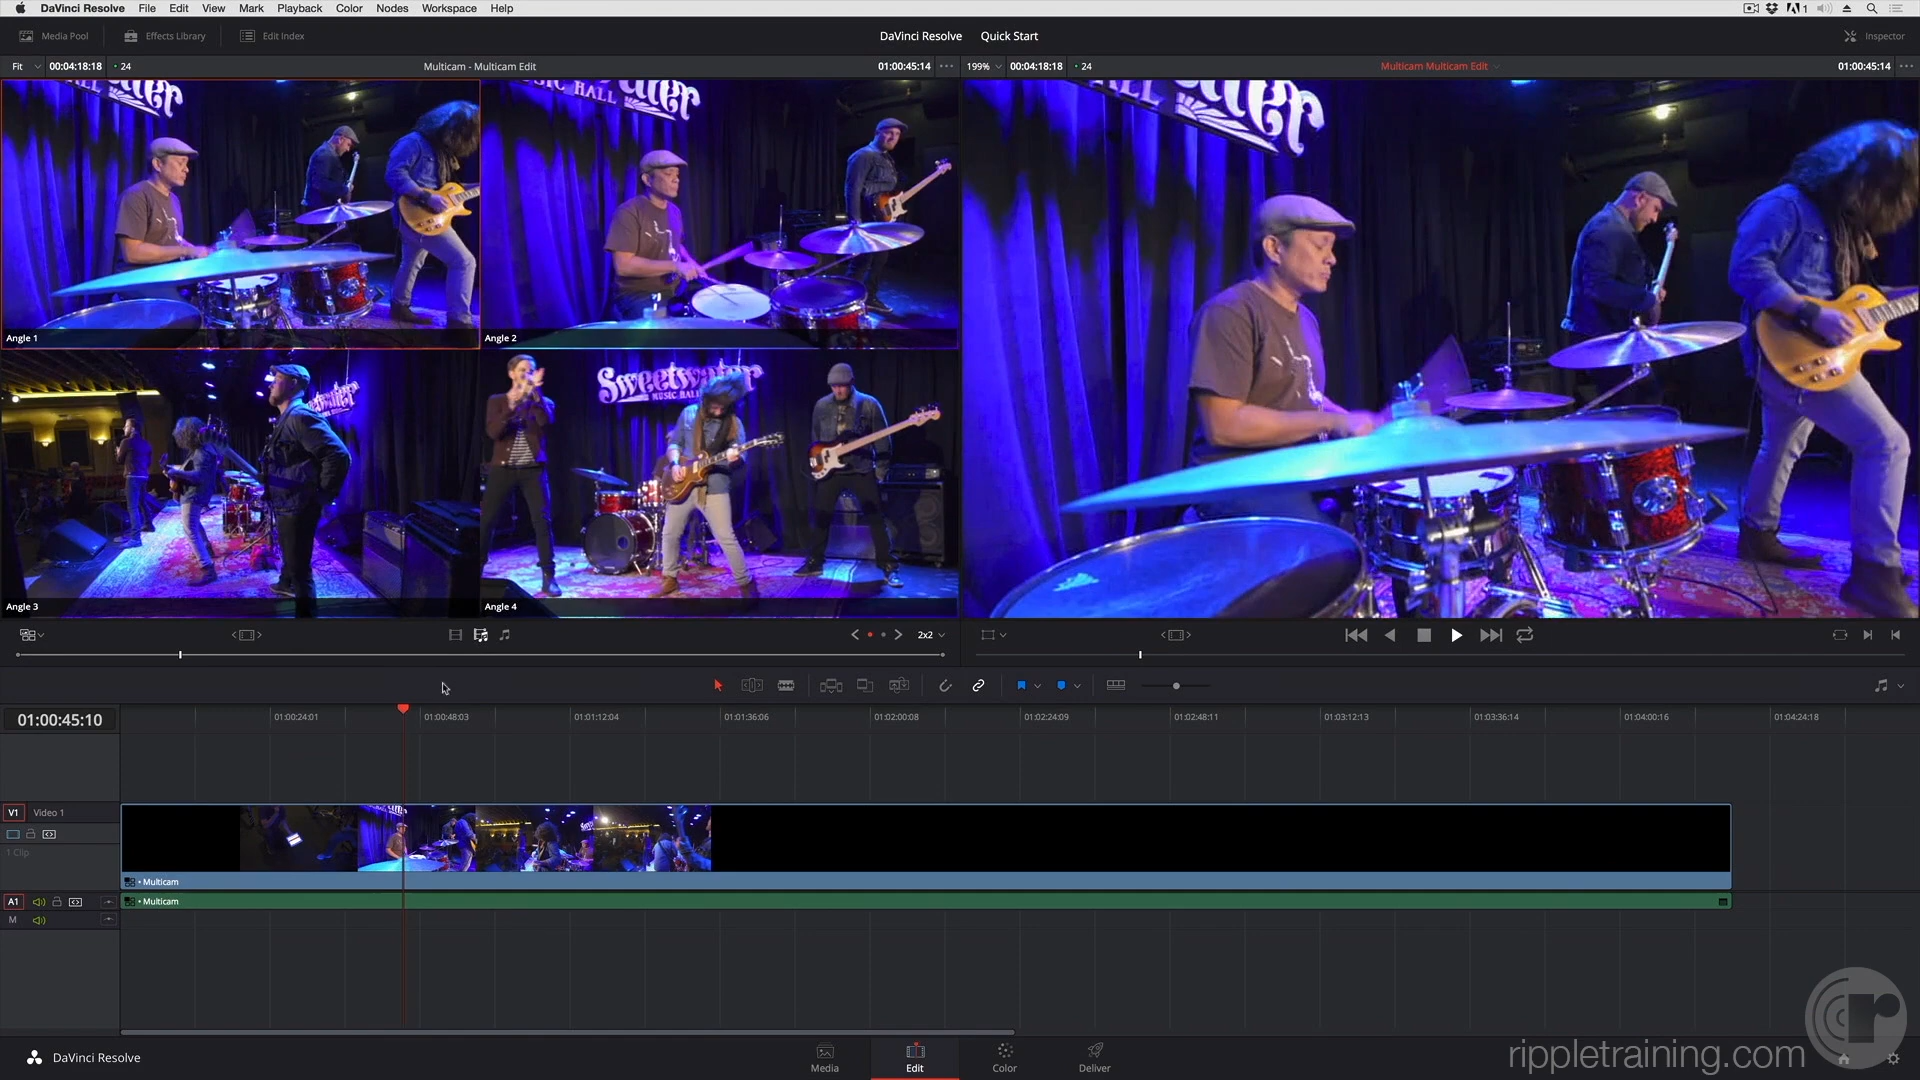 DaVinci Resolve File Edit View Mark Playback Color Nodes Workspace Help 1
Media Pool Effects Library Edit Index DaVinci Resolve Quick Start Inspector
Fit 00:04:18:18 24 Multicam - Multicam Edit 01:00:45:14 199% 00:04:18:18 24 Multicam Multicam Edit 01:00:45:14
MUSIC HALL
Angle 1 Angle 2
Sweetwater
MUSIC HALL
Angle 3 Angle 4
2x2
01:00:45:10 01:00:24:01 01:00:48:03 01:01:12:04 01:01:36:06 01:02:00:08 01:02:24:09 01:02:48:11 01:03:12:13 01:03:36:14 01:04:00:16 01:04:24:18
V1 Video 1
1 Clip
• Multicam
A1 • Multicam
M
DaVinci Resolve Media Edit Color Deliver
rippletraining.com